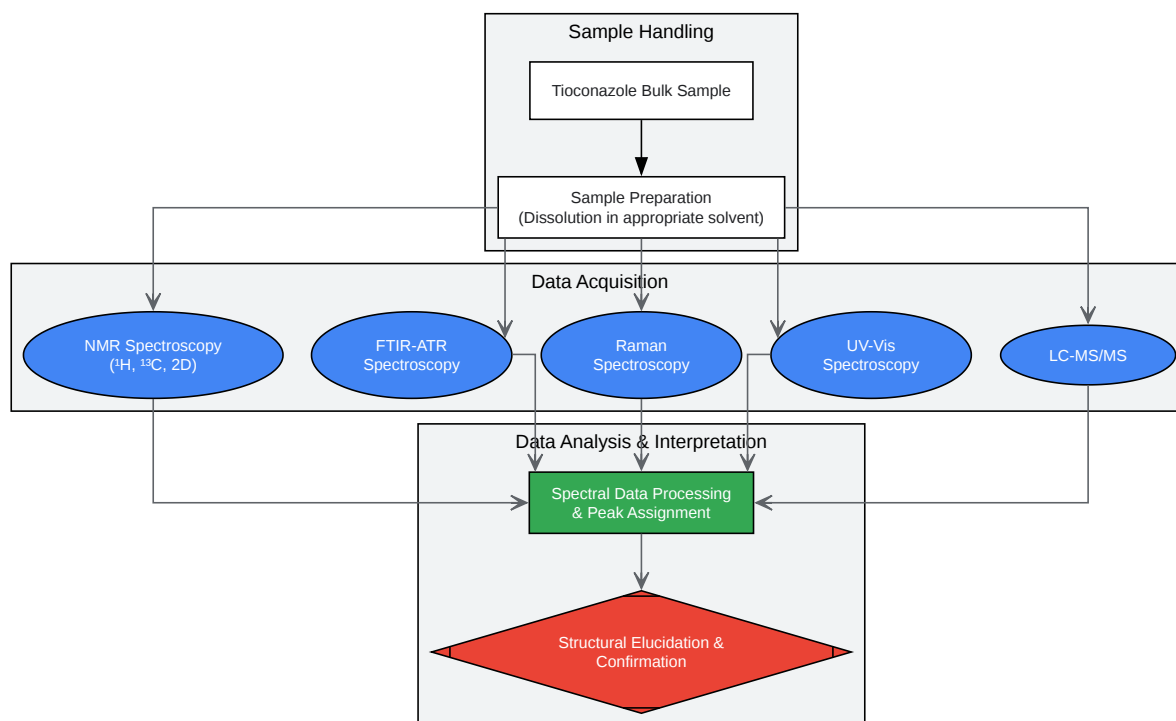 Sample Handling
Tioconazole Bulk Sample
Sample Preparation
(Dissolution in appropriate solvent)
Data Acquisition
NMR Spectroscopy
(¹H, ¹³C, 2D)
FTIR-ATR
Spectroscopy
Raman
Spectroscopy
UV-Vis
Spectroscopy
LC-MS/MS
Data Analysis & Interpretation
Spectral Data Processing
& Peak Assignment
Structural Elucidation &
Confirmation